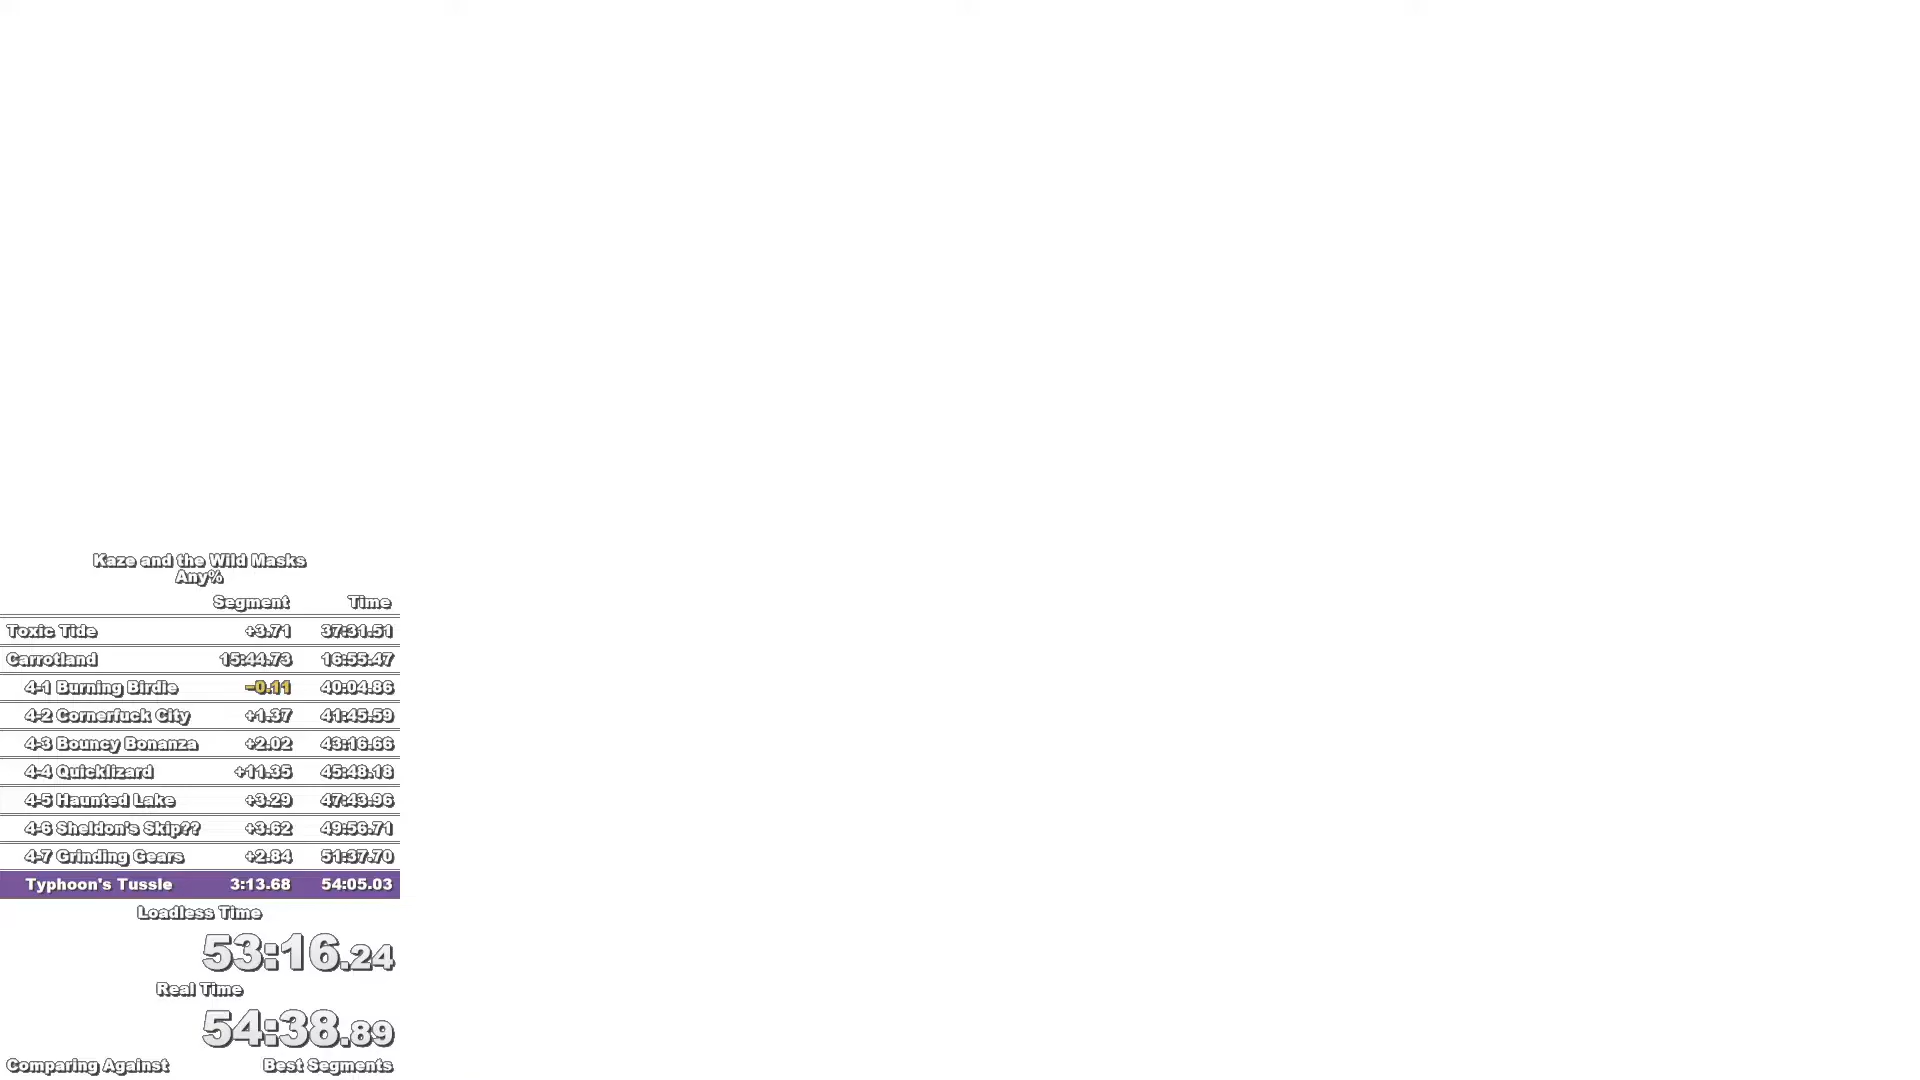 Kaze and the Wild Masks
Any%
Segment Time
Toxic Tide +3.71 37:31.51
Carrotland 15:44.73 16:55.47
4-1 Burning Birdie -0.11 40:04.86
4-2 Cornerfuck City +1.37 41:45.59
4-3 Bouncy Bonanza +2.02 43:16.66
4-4 Quicklizard +11.35 45:48.18
4-5 Haunted Lake +3.29 47:43.96
4-6 Sheldon's Skip?? +3.62 49:56.71
4-7 Grinding Gears +2.84 51:37.70
Typhoon's Tussle 3:13.68 54:05.03
Loadless Time
53:16.24
Real Time
54:38.89
Comparing Against Best Segments